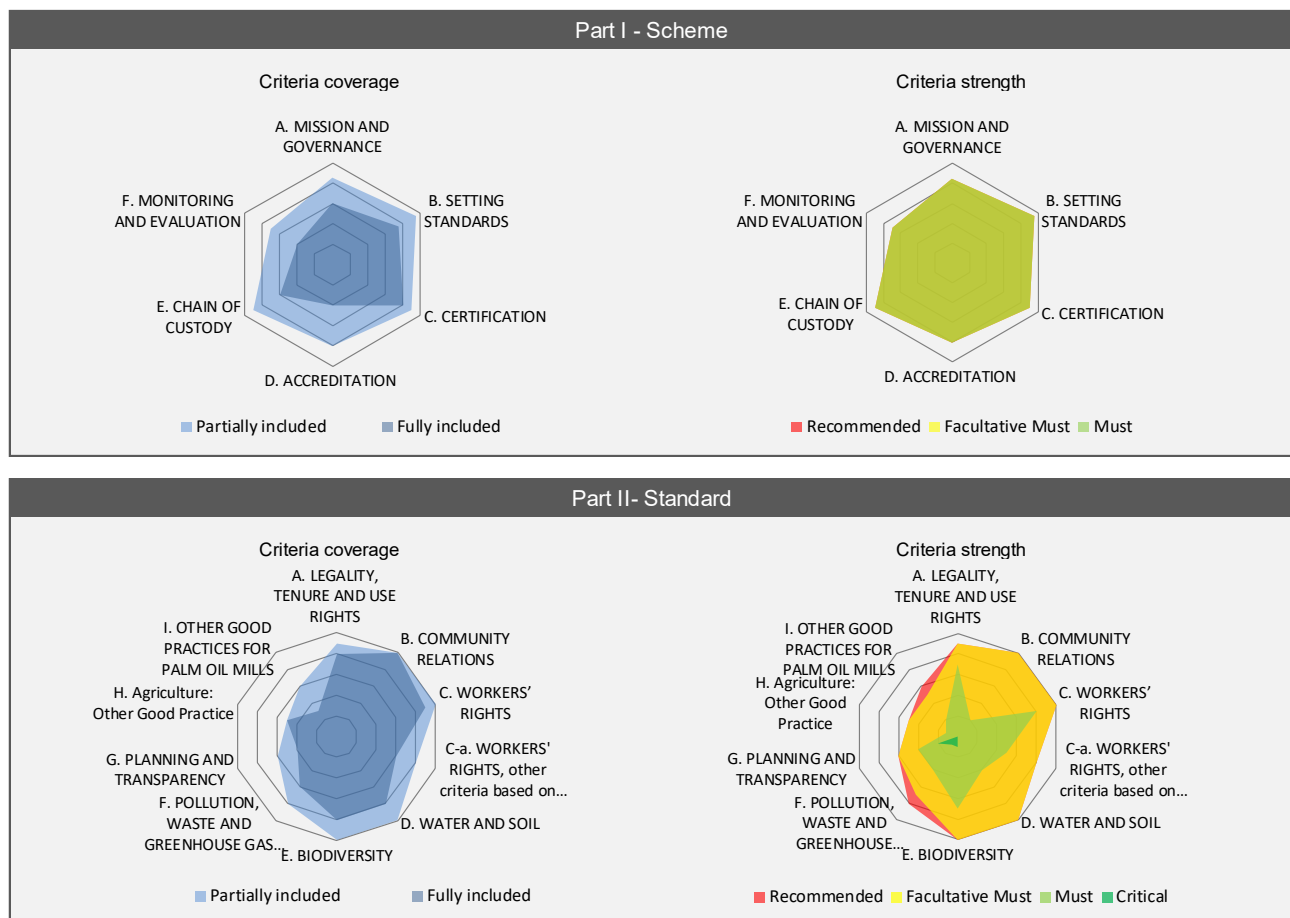 Part I - Scheme
Criteria coverage
A. MISSION AND
GOVERNANCE
B. SETTING
STANDARDS
C. CERTIFICATION
D. ACCREDITATION
E. CHAIN OF
CUSTODY
F. MONITORING
AND EVALUATION
Partially included
Fully included
Criteria strength
A. MISSION AND
GOVERNANCE
B. SETTING
STANDARDS
C. CERTIFICATION
D. ACCREDITATION
E. CHAIN OF
CUSTODY
F. MONITORING
AND EVALUATION
Recommended
Facultative Must
Must
Part II- Standard
Criteria coverage
A. LEGALITY,
TENURE AND USE
RIGHTS
B. COMMUNITY
RELATIONS
C. WORKERS’
RIGHTS
C-a. WORKERS'
RIGHTS, other
criteria based on...
D. WATER AND SOIL
E. BIODIVERSITY
F. POLLUTION,
WASTE AND
GREENHOUSE GAS...
G. PLANNING AND
TRANSPARENCY
H. Agriculture:
Other Good Practice
I. OTHER GOOD
PRACTICES FOR
PALM OIL MILLS
Partially included
Fully included
Criteria strength
A. LEGALITY,
TENURE AND USE
RIGHTS
B. COMMUNITY
RELATIONS
C. WORKERS’
RIGHTS
C-a. WORKERS'
RIGHTS, other
criteria based on...
D. WATER AND SOIL
E. BIODIVERSITY
F. POLLUTION,
WASTE AND
GREENHOUSE...
G. PLANNING AND
TRANSPARENCY
H. Agriculture:
Other Good
Practice
I. OTHER GOOD
PRACTICES FOR
PALM OIL MILLS
Recommended
Facultative Must
Must
Critical